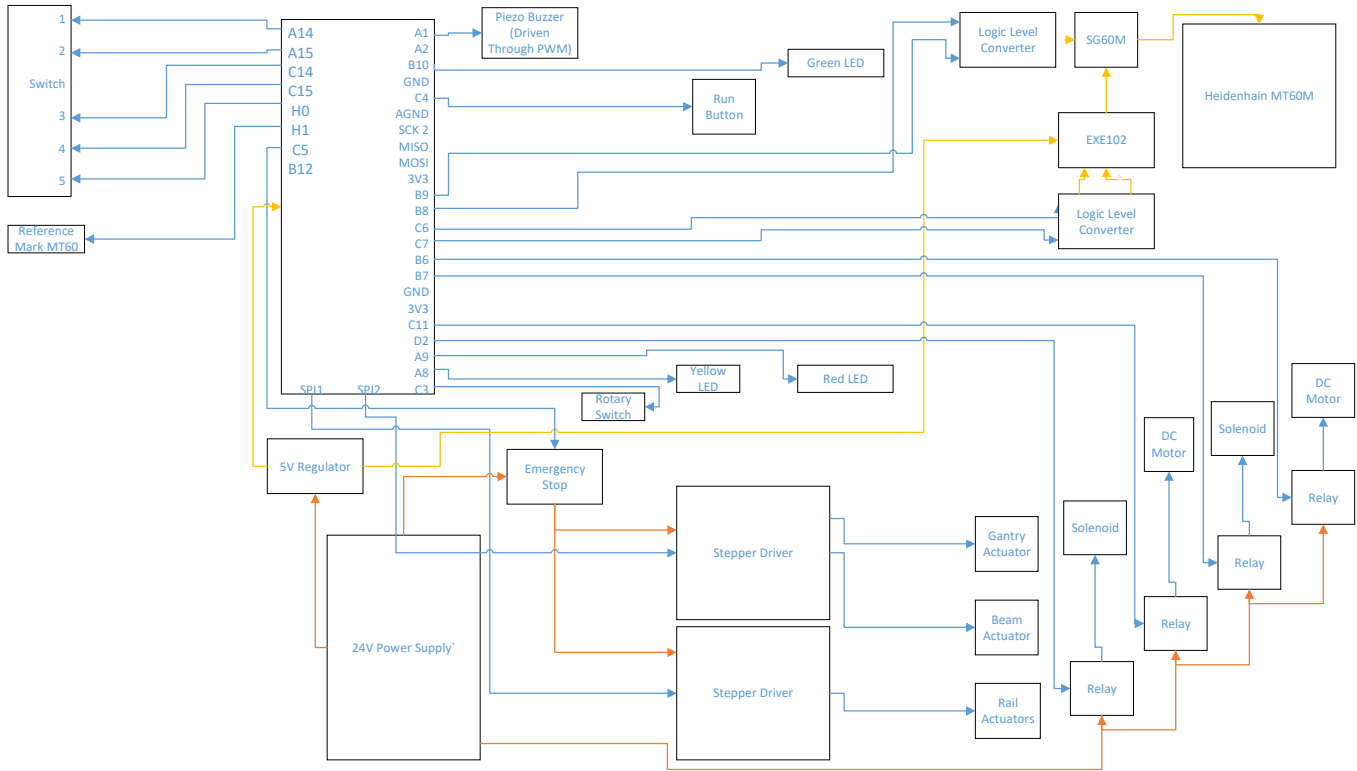 1
2
Switch
3
4
5
Reference
Mark MT60
A14
A15
C14
C15
H0
H1
C5
B12
A1
A2
B10
GND
C4
AGND
SCK 2
MISO
MOSI
3V3
B9
B8
C6
C7
B6
B7
GND
3V3
C11
D2
A9
A8
C3
SPI1
SPI2
Piezo Buzzer
(Driven
Through PWM)
Green LED
Run
Button
Logic Level
Converter
SG60M
Heidenhain MT60M
EXE102
Logic Level
Converter
Yellow
LED
Red LED
Rotary
Switch
5V Regulator
Emergency
Stop
24V Power Supply`
Stepper Driver
Stepper Driver
Gantry
Actuator
Beam
Actuator
Rail
Actuators
Solenoid
Relay
DC
Motor
Relay
Solenoid
Relay
DC
Motor
Relay